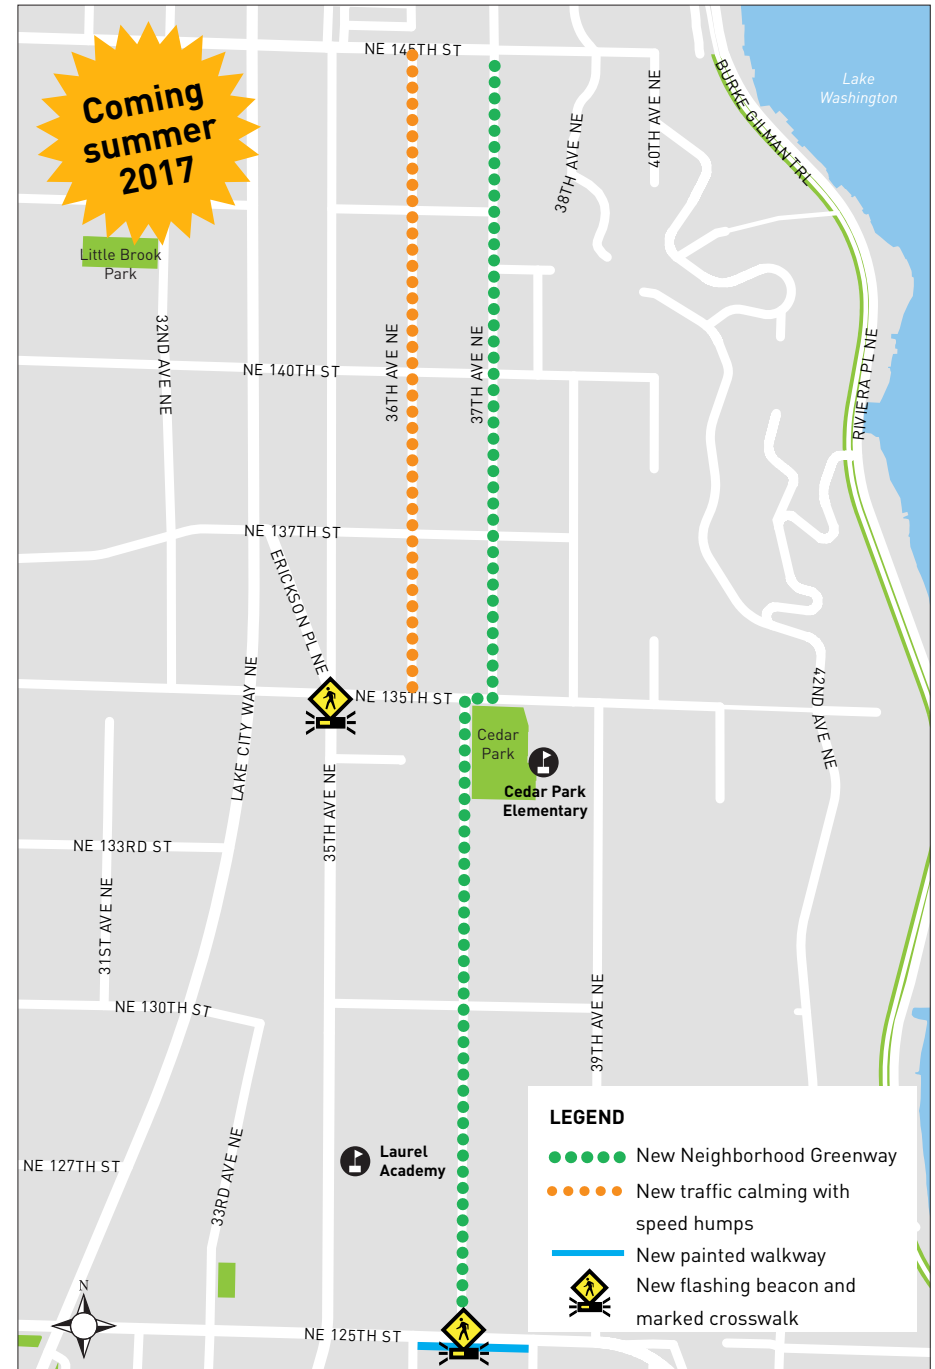 Coming
summer
2017
NE 145TH ST
Lake
Washington
BURKE GILMAN TRL
40TH AVE NE
38TH AVE NE
Little Brook
Park
32ND AVE NE
36TH AVE NE
37TH AVE NE
RIVIERA PL NE
NE 140TH ST
NE 137TH ST
ERICKSON PL NE
LAKE CITY WAY NE
NE 135TH ST
42ND AVE NE
Cedar
Park
Cedar Park
Elementary
35TH AVE NE
NE 133RD ST
31ST AVE NE
NE 130TH ST
39TH AVE NE
33RD AVE NE
Laurel
Academy
NE 127TH ST
LEGEND
New Neighborhood Greenway
New traffic calming with
speed humps
New painted walkway
New flashing beacon and
marked crosswalk
N
NE 125TH ST